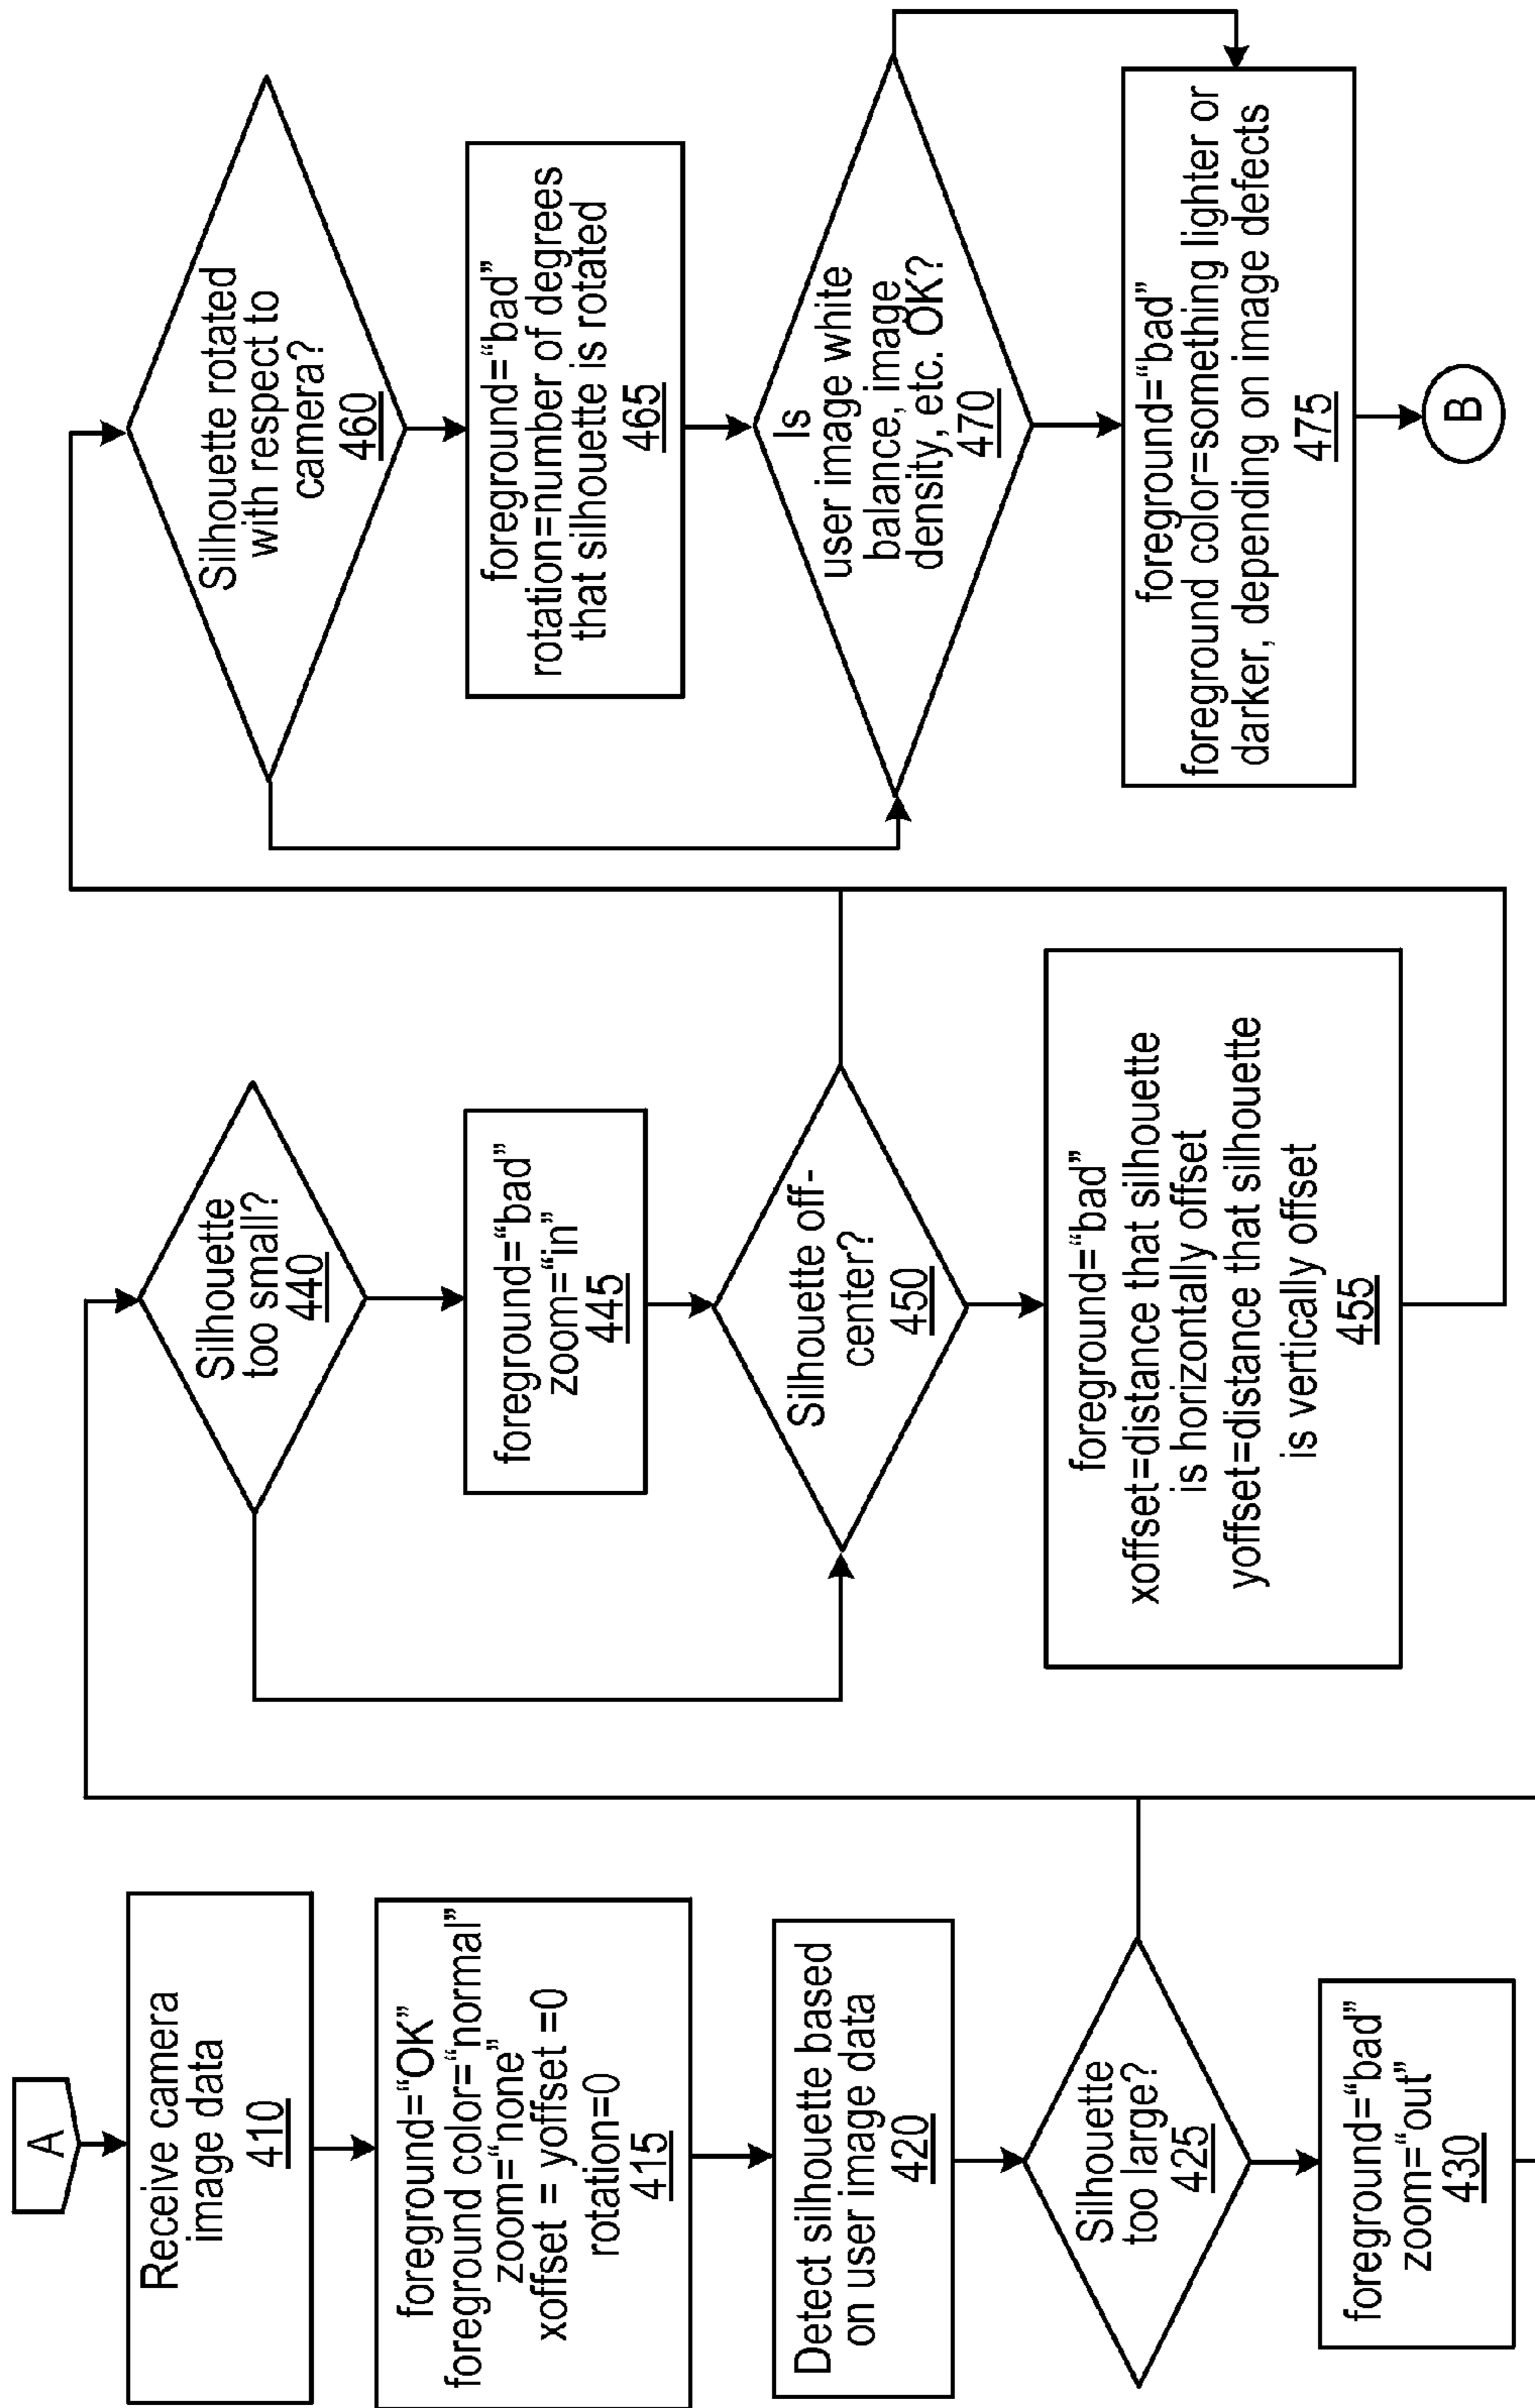 A
Receive camera
image data
410
foreground=“OK”
foreground color=“normal”
zoom=“none”
xoffset = yoffset =0
rotation=0
415
Detect silhouette based
on user image data
420
Silhouette
too large?
425
foreground=“bad”
zoom=“out”
430
Silhouette
too small?
440
foreground=“bad”
zoom=“in”
445
Silhouette off-
center?
450
foreground=“bad”
xoffset=distance that silhouette
is horizontally offset
yoffset=distance that silhouette
is vertically offset
455
Silhouette rotated
with respect to
camera?
460
foreground=“bad”
rotation=number of degrees
that silhouette is rotated
465
Is
user image white
balance, image
density, etc. OK?
470
foreground=“bad”
foreground color=something lighter or
darker, depending on image defects
475
B